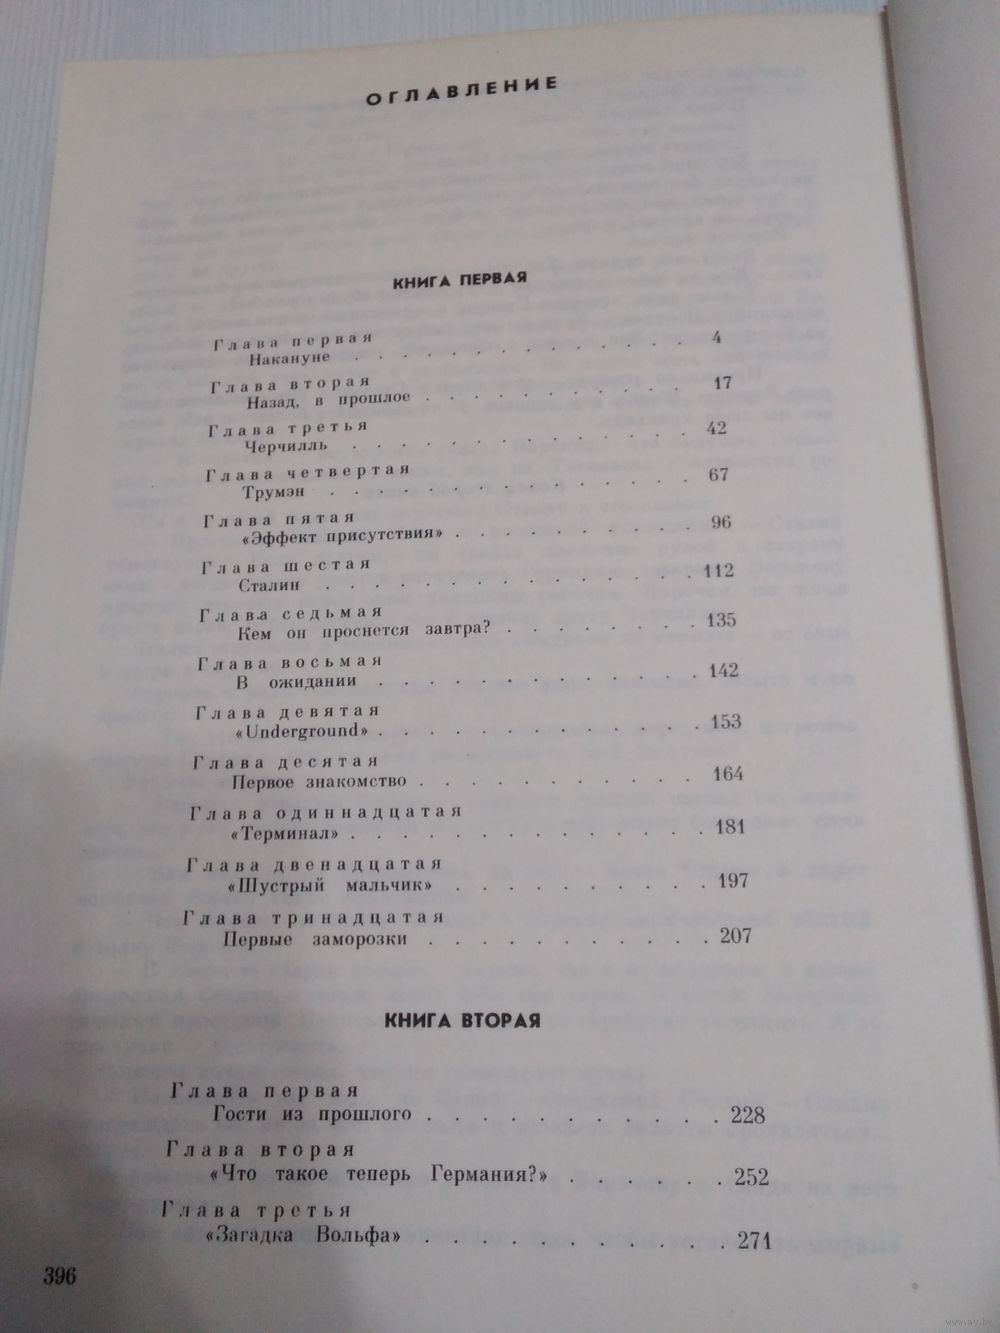 ОГЛАВЛЕНИЕ
КНИГА ПЕРВАЯ
Глава первая
Накануне . . . . . . . . . . . . . 4
Глава вторая
Назад, в прошлое . . . . . . . . . . . 17
Глава третья
Черчилль . . . . . . . . . . . . . 42
Глава четвертая
Трумэн . . . . . . . . . . . . . . 67
Глава пятая
«Эффект присутствия» . . . . . . . . . . 96
Глава шестая
Сталин . . . . . . . . . . . . . . 112
Глава седьмая
Кем он проснется завтра? . . . . . . . . 135
Глава восьмая
В ожидании . . . . . . . . . . . . . 142
Глава девятая
«Underground» . . . . . . . . . . . . . 153
Глава десятая
Первое знакомство . . . . . . . . . . . 164
Глава одиннадцатая
«Терминал» . . . . . . . . . . . . . . 181
Глава двенадцатая
«Шустрый мальчик» . . . . . . . . . . 197
Глава тринадцатая
Первые заморозки . . . . . . . . . . . 207
КНИГА ВТОРАЯ
Глава первая
Гости из прошлого . . . . . . . . . . . 228
Глава вторая
«Что такое теперь Германия?» . . . . . . 252
Глава третья
«Загадка Вольфа» . . . . . . . . . . . 271
396
www.ay.by